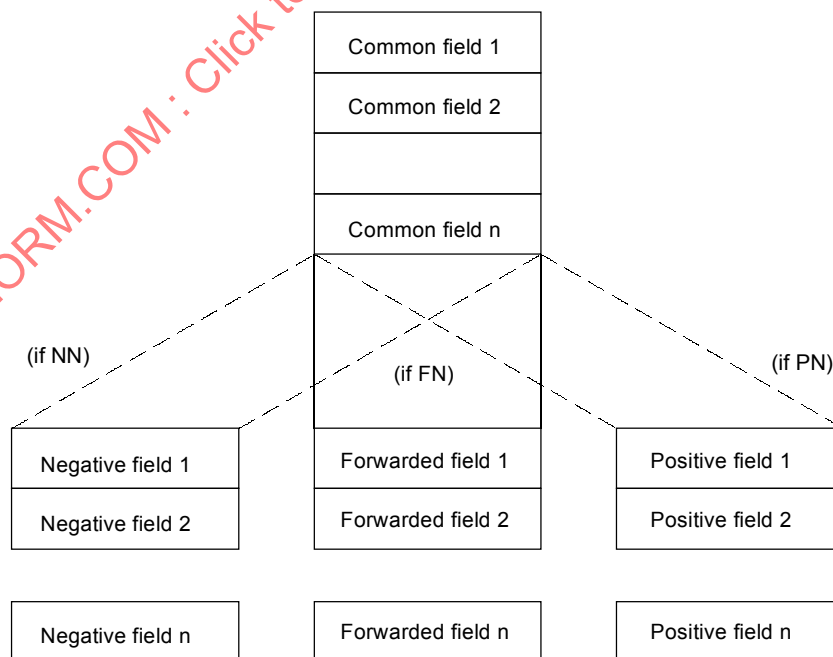 Common field 1
Common field 2
Common field n
(if NN)
(if FN)
(if PN)
Negative field 1
Forwarded field 1
Positive field 1
Negative field 2
Forwarded field 2
Positive field 2
Negative field n
Forwarded field n
Positive field n
ORM.COM : Click to